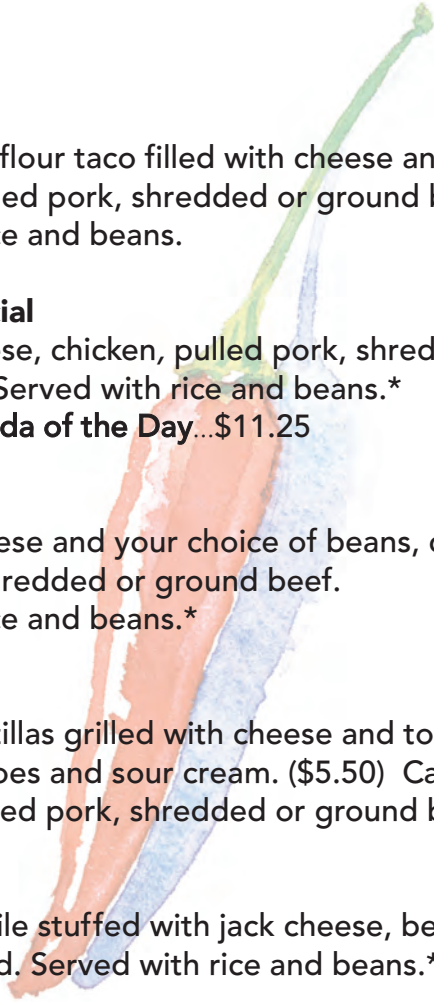 flour taco filled with cheese an
ed pork, shredded or ground b
e and beans.
ial
se, chicken, pulled pork, shred
Served with rice and beans.*
da of the Day...$11.25
ese and your choice of beans, c
redded or ground beef.
e and beans.*
illas grilled with cheese and to
oes and sour cream. ($5.50) Ca
ed pork, shredded or ground b
ile stuffed with jack cheese, be
d. Served with rice and beans.*